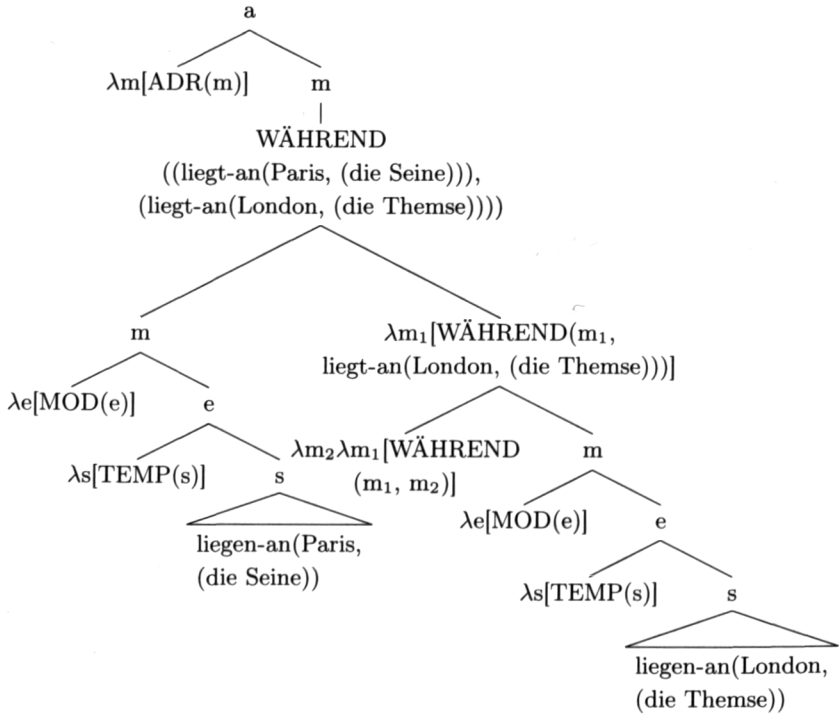 a
λm[ADR(m)] m
WÄHREND
((liegt-an(Paris, (die Seine))),
(liegt-an(London, (die Themse))))
m λm₁[WÄHREND(m₁,
liegt-an(London, (die Themse)))]
λe[MOD(e)] e
λm₂λm₁[WÄHREND m
λs[TEMP(s)] s (m₁, m₂)]
λe[MOD(e)] e
liegen-an(Paris,
(die Seine))
λs[TEMP(s)] s
liegen-an(London,
(die Themse))